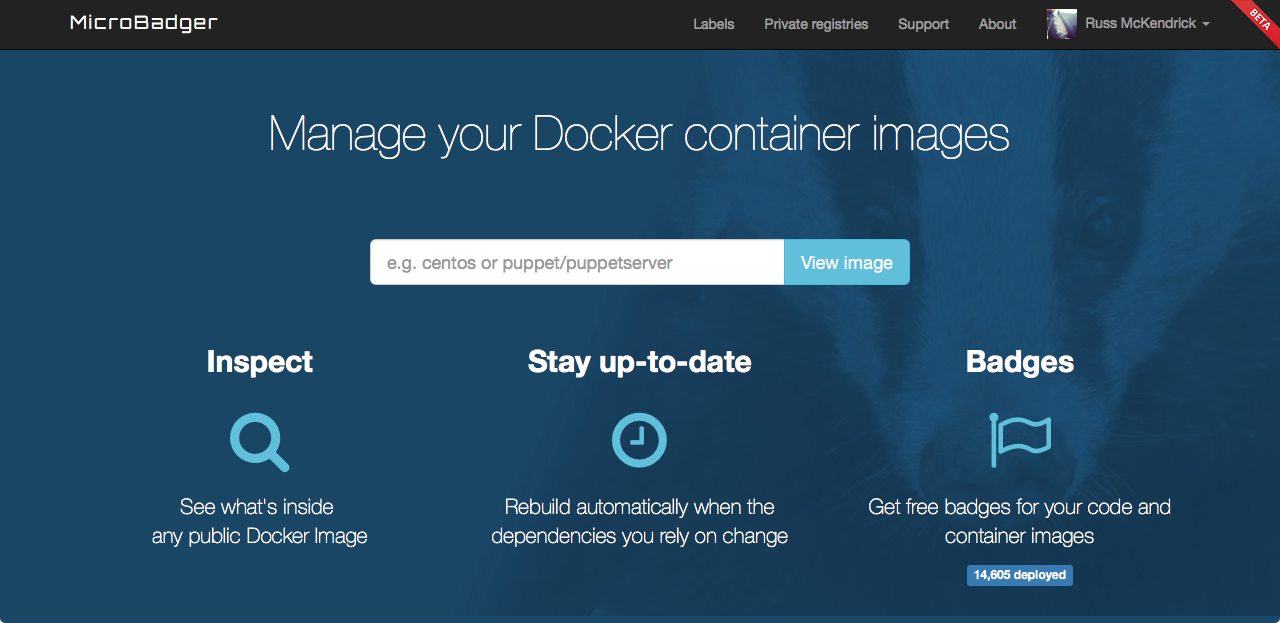 MicroBadger
Labels Private registries Support About Russ McKendrick
BETA
Manage your Docker container images
e.g. centos or puppet/puppetserver View image
Inspect
See what's inside
any public Docker Image
Stay up-to-date
Rebuild automatically when the
dependencies you rely on change
Badges
Get free badges for your code and
container images
14,605 deployed